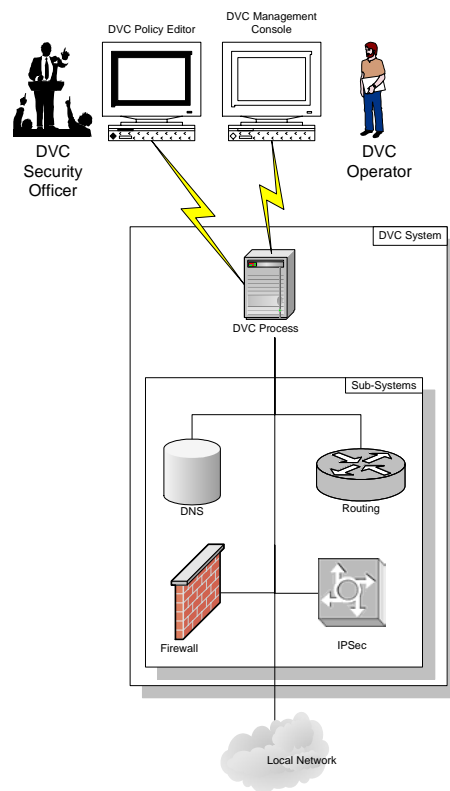 DVC Policy Editor
DVC Management
Console
DVC
Security
Officer
DVC
Operator
DVC System
DVC Process
Sub-Systems
DNS
Routing
Firewall
IPSec
Local Network